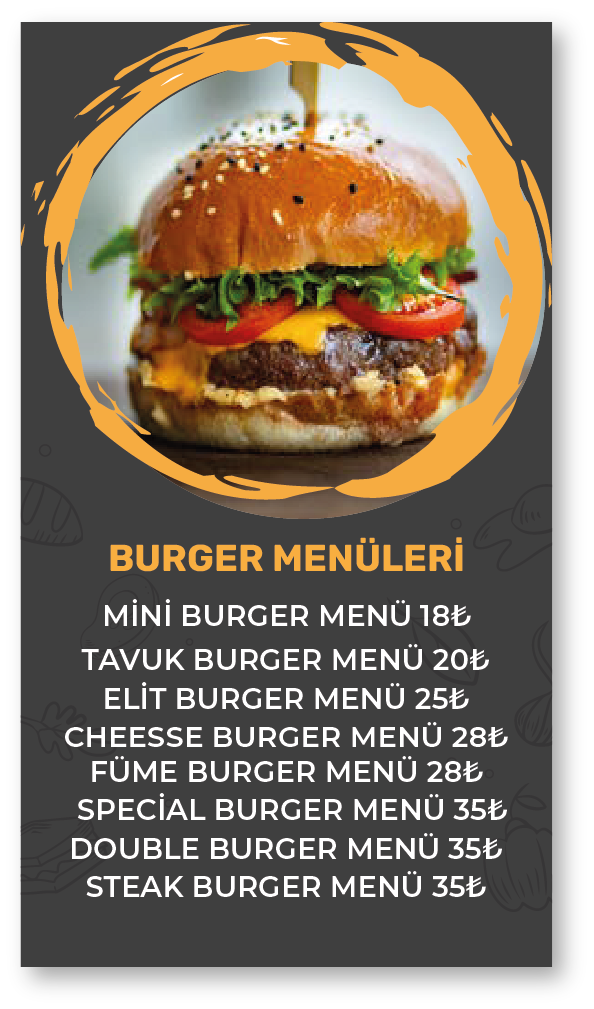 BURGER MENÜLERİ
MİNİ BURGER MENÜ 18₺
TAVUK BURGER MENÜ 20₺
ELİT BURGER MENÜ 25₺
CHEESSE BURGER MENÜ 28₺
FÜME BURGER MENÜ 28₺
SPECİAL BURGER MENÜ 35₺
DOUBLE BURGER MENÜ 35₺
STEAK BURGER MENÜ 35₺